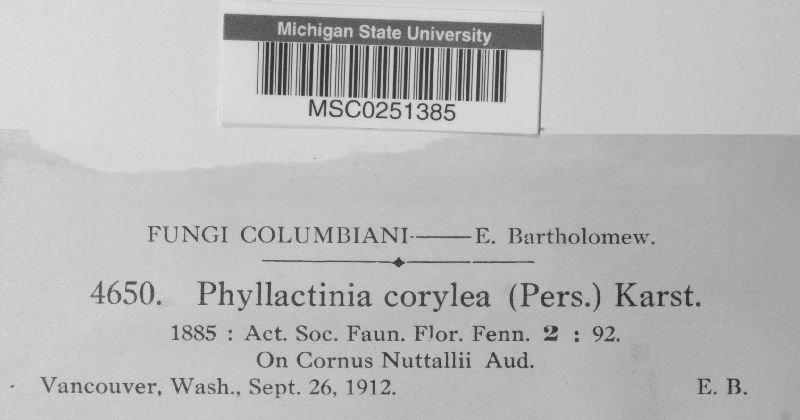 Michigan State University
MSC0251385
FUNGI COLUMBIANI——E. Bartholomew.
4650. Phyllactinia corylea (Pers.) Karst.
1885 : Act. Soc. Faun. Flor. Fenn. 2 : 92.
On Cornus Nuttallii Aud.
Vancouver, Wash., Sept. 26, 1912. E. B.